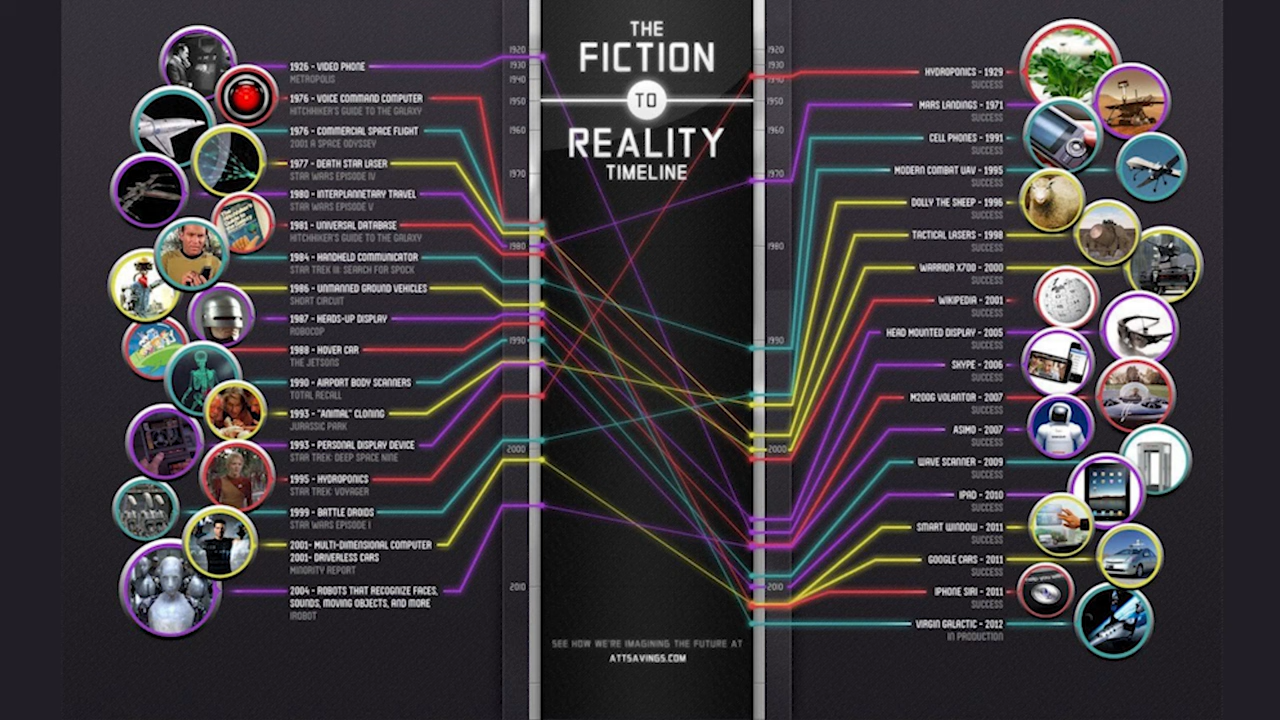 THE
FICTION
TO
REALITY
TIMELINE
1926 - VIDEO PHONE
METROPOLIS
1976 - VOICE COMMAND COMPUTER
HITCHHIKER'S GUIDE TO THE GALAXY
1976 - COMMERCIAL SPACE FLIGHT
2001 A SPACE ODYSSEY
1977 - DEATH STAR LASER
STAR WARS EPISODE IV
1980 - INTERPLANNETARY TRAVEL
STAR WARS EPISODE V
1981 - UNIVERSAL DATABASE
HITCHHIKER'S GUIDE TO THE GALAXY
1984 - HANDHELD COMMUNICATOR
STAR TREK III: SEARCH FOR SPOCK
1986 - UNMANNED GROUND VEHICLES
SHORT CIRCUIT
1987 - HEADS-UP DISPLAY
ROBOCOP
1988 - HOVER CAR
THE JETSONS
1990 - AIRPORT BODY SCANNERS
TOTAL RECALL
1993 - "ANIMAL" CLONING
JURASSIC PARK
1993 - PERSONAL DISPLAY DEVICE
STAR TREK: DEEP SPACE NINE
1995 - HYDROPONICS
STAR TREK: VOYAGER
1999 - BATTLE DROIDS
STAR WARS EPISODE I
2001- MULTI-DIMENSIONAL COMPUTER
2001- DRIVERLESS CARS
MINORITY REPORT
2004 - ROBOTS THAT RECOGNIZE FACES,
SOUNDS, MOVING OBJECTS, AND MORE
IROBOT
1920
1930
1940
1950
1960
1970
1980
1990
2000
2010
1920
1930
1940
1950
1960
1970
1980
1990
2000
2010
HYDROPONICS - 1929
SUCCESS
MARS LANDINGS - 1971
SUCCESS
CELL PHONES - 1991
SUCCESS
MODERN COMBAT UAV - 1995
SUCCESS
DOLLY THE SHEEP - 1996
SUCCESS
TACTICAL LASERS - 1998
SUCCESS
WARRIOR X700 - 2000
SUCCESS
WIKIPEDIA - 2001
SUCCESS
HEAD MOUNTED DISPLAY - 2005
SUCCESS
SKYPE - 2006
SUCCESS
M200G VOLANTOR - 2007
SUCCESS
ASIMO - 2007
SUCCESS
WAVE SCANNER - 2009
SUCCESS
IPAD - 2010
SUCCESS
SMART WINDOW - 2011
SUCCESS
GOOGLE CARS - 2011
SUCCESS
IPHONE SIRI - 2011
SUCCESS
VIRGIN GALACTIC - 2012
IN PRODUCTION
SEE HOW WE'RE IMAGINING THE FUTURE AT
ATTSAVINGS.COM